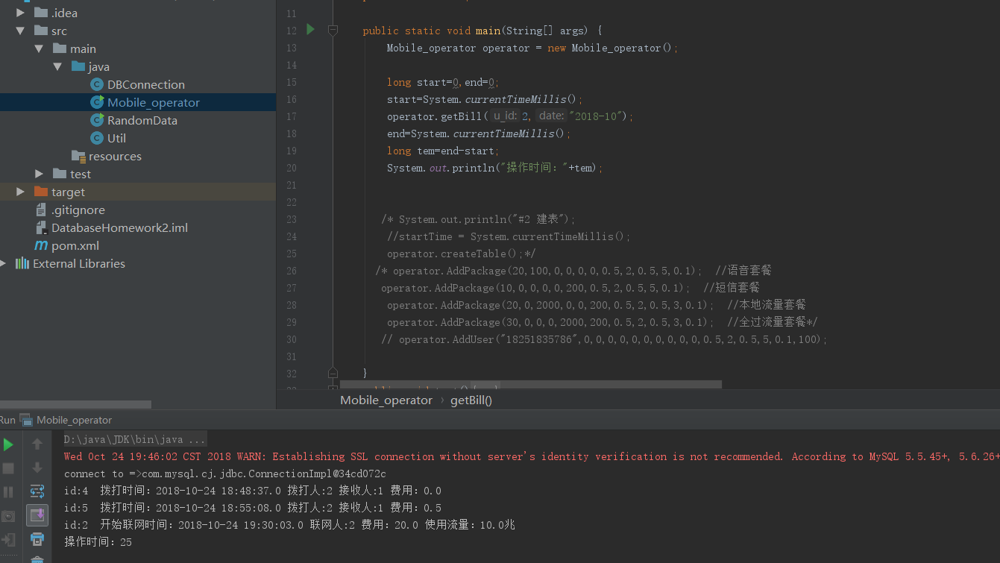 .idea
src
main
java
DBConnection
Mobile_operator
RandomData
Util
resources
test
target
.gitignore
DatabaseHomework2.iml
m pom.xml
External Libraries
11
12 public static void main(String[] args) {
13 Mobile_operator operator = new Mobile_operator();
14
15 long start=0,end=0;
16 start=System.currentTimeMillis();
17 operator.getBill( u_id: 2, date: "2018-10");
18 end=System.currentTimeMillis();
19 long tem=end-start;
20 System.out.println("操作时间："+tem);
21
22
23 /* System.out.println("#2 建表");
24 //startTime = System.currentTimeMillis();
25 operator.createTable();*/
26 /* operator.AddPackage(20,100,0,0,0,0,0.5,2,0.5,5,0.1); //语音套餐
27 operator.AddPackage(10,0,0,0,0,200,0.5,2,0.5,5,0.1); //短信套餐
28 operator.AddPackage(20,0,2000,0,0,200,0.5,2,0.5,3,0.1); //本地流量套餐
29 operator.AddPackage(30,0,0,0,2000,200,0.5,2,0.5,3,0.1); //全过流量套餐*/
30 // operator.AddUser("18251835786",0,0,0,0,0,0,0,0,0,0,0.5,2,0.5,5,0.1,100);
31
32 }
Mobile_operator › getBill()
Run Mobile_operator
D:\java\JDK\bin\java ...
Wed Oct 24 19:46:02 CST 2018 WARN: Establishing SSL connection without server's identity verification is not recommended. According to MySQL 5.5.45+, 5.6.26+
connect to =>com.mysql.cj.jdbc.ConnectionImpl@34cd072c
id:4 拨打时间：2018-10-24 18:48:37.0 拨打人:2 接收人:1 费用：0.0
id:5 拨打时间：2018-10-24 18:55:08.0 拨打人:2 接收人:1 费用：0.5
id:2 开始联网时间：2018-10-24 19:30:03.0 联网人:2 费用：20.0 使用流量：10.0兆
操作时间：25